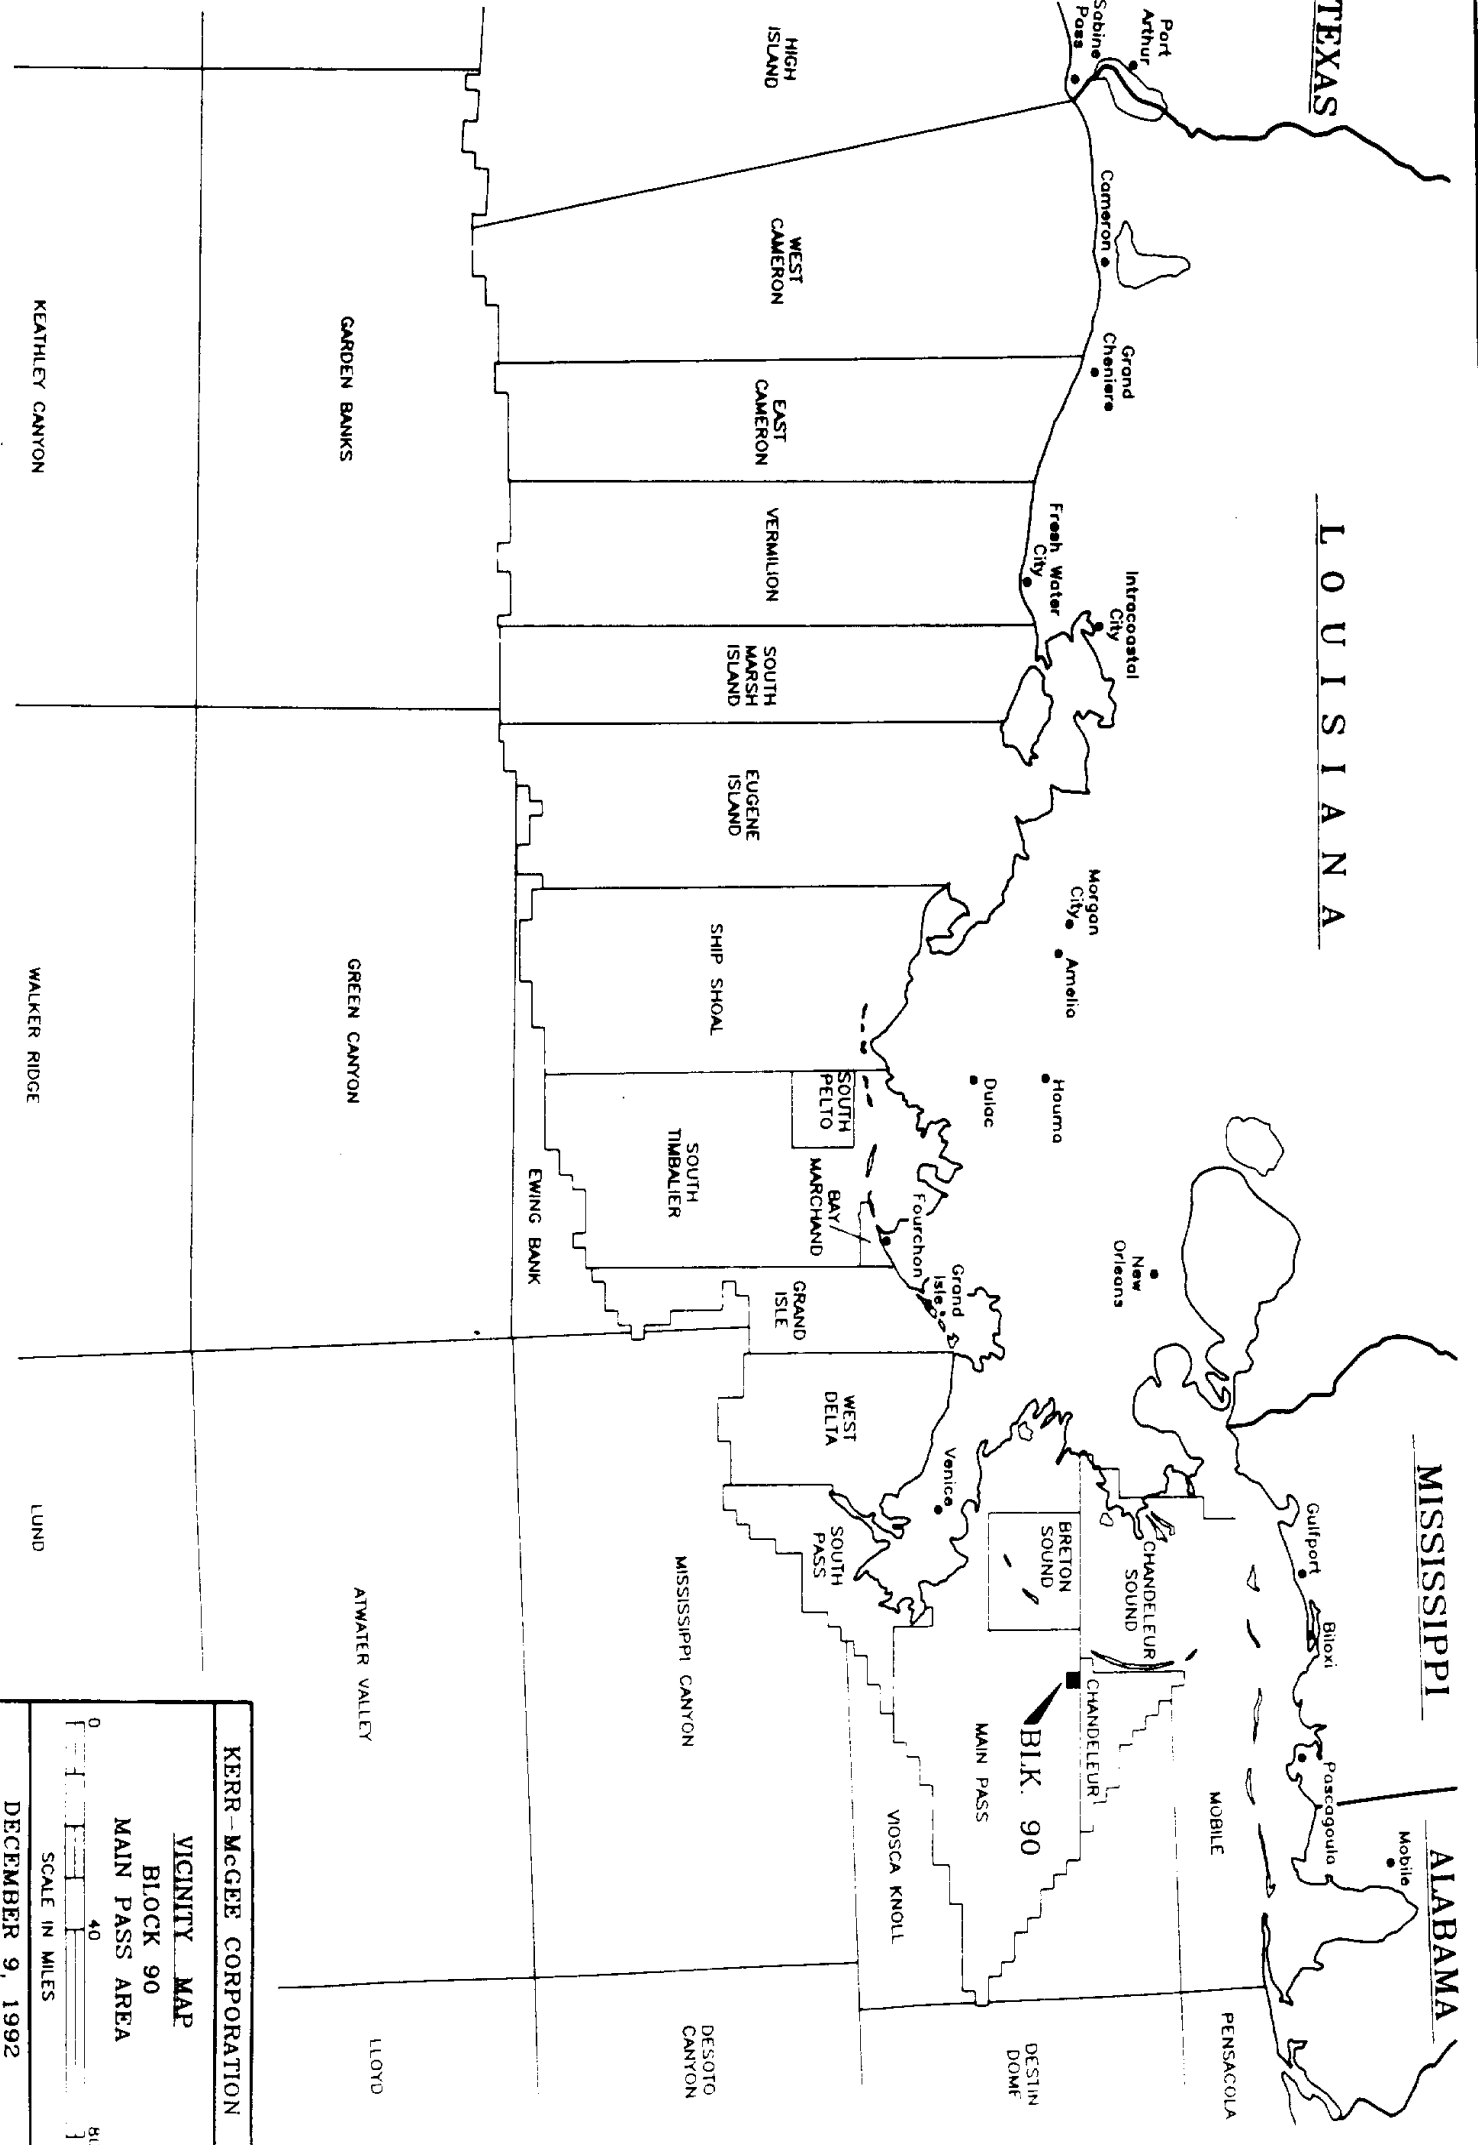 TEXAS
LOUISIANA
MISSISSIPPI
ALABAMA
Port
Arthur
Sabine
Pass
Cameron
Grand
Cheniere
Fresh Water
City
Intracoastal
City
Morgan
City
Amelia
Houma
Dulac
Fourchon
Grand
Isle
New
Orleans
Venice
Gulfport
Biloxi
Pascagoula
Mobile
HIGH
ISLAND
WEST
CAMERON
EAST
CAMERON
VERMILION
SOUTH
MARSH
ISLAND
EUGENE
ISLAND
SHIP SHOAL
SOUTH
PELTO
SOUTH
TIMBALIER
BAY
MARCHAND
GRAND
ISLE
WEST
DELTA
SOUTH
PASS
BRETON
SOUND
CHANDELEUR
SOUND
CHANDELEUR
BLK. 90
MAIN PASS
MOBILE
VIOSCA KNOLL
PENSACOLA
DESTIN
DOME
EWING BANK
MISSISSIPPI CANYON
DESOTO
CANYON
GARDEN BANKS
GREEN CANYON
ATWATER VALLEY
LLOYD
KEATHLEY CANYON
WALKER RIDGE
LUND
KERR-McGEE CORPORATION
VICINITY MAP
BLOCK 90
MAIN PASS AREA
0 40 80
SCALE IN MILES
DECEMBER 9, 1992